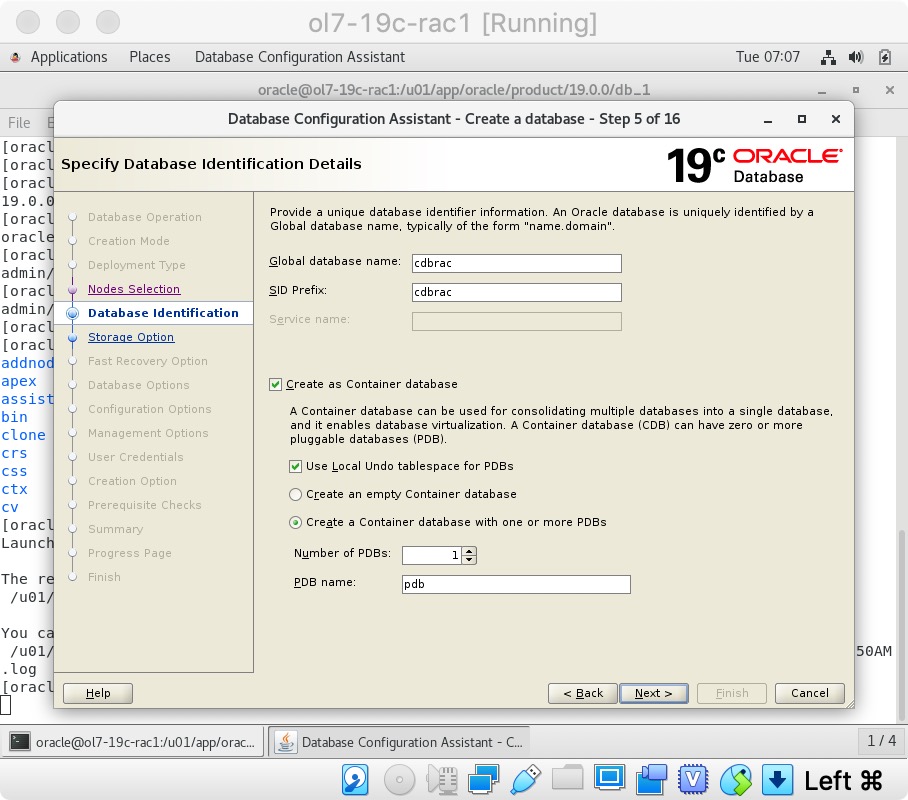 ol7-19c-rac1 [Running]
Applications Places Database Configuration Assistant Tue 07:07
oracle@ol7-19c-rac1:/u01/app/oracle/product/19.0.0/db_1
File E
Database Configuration Assistant - Create a database - Step 5 of 16
Specify Database Identification Details
19c ORACLE
Database
[oracl
[oracl
[oracl
19.0.0
[oracl
oracle
[oracl
admin/
[oracl
admin/
[oracl
[oracl
addnod
apex
assist
bin
clone
crs
css
ctx
cv
[oracl
Launch
The re
/u01/
You ca
/u01/
50AM
.log
[oracl
Database Operation
Creation Mode
Deployment Type
Nodes Selection
Database Identification
Storage Option
Fast Recovery Option
Database Options
Configuration Options
Management Options
User Credentials
Creation Option
Prerequisite Checks
Summary
Progress Page
Finish
Provide a unique database identifier information. An Oracle database is uniquely identified by a
Global database name, typically of the form "name.domain".
Global database name: cdbrac
SID Prefix: cdbrac
Service name:
Create as Container database
A Container database can be used for consolidating multiple databases into a single database,
and it enables database virtualization. A Container database (CDB) can have zero or more
pluggable databases (PDB).
Use Local Undo tablespace for PDBs
Create an empty Container database
Create a Container database with one or more PDBs
Number of PDBs: 1
PDB name: pdb
Help < Back Next > Finish Cancel
oracle@ol7-19c-rac1:/u01/app/orac... Database Configuration Assistant - C... 1 / 4
Left ⌘